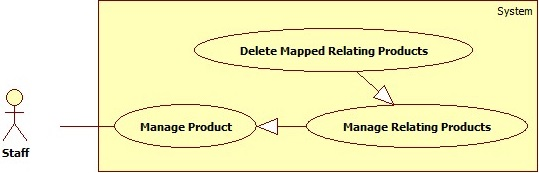 System
Delete Mapped Relating Products
Manage Product
Manage Relating Products
Staff